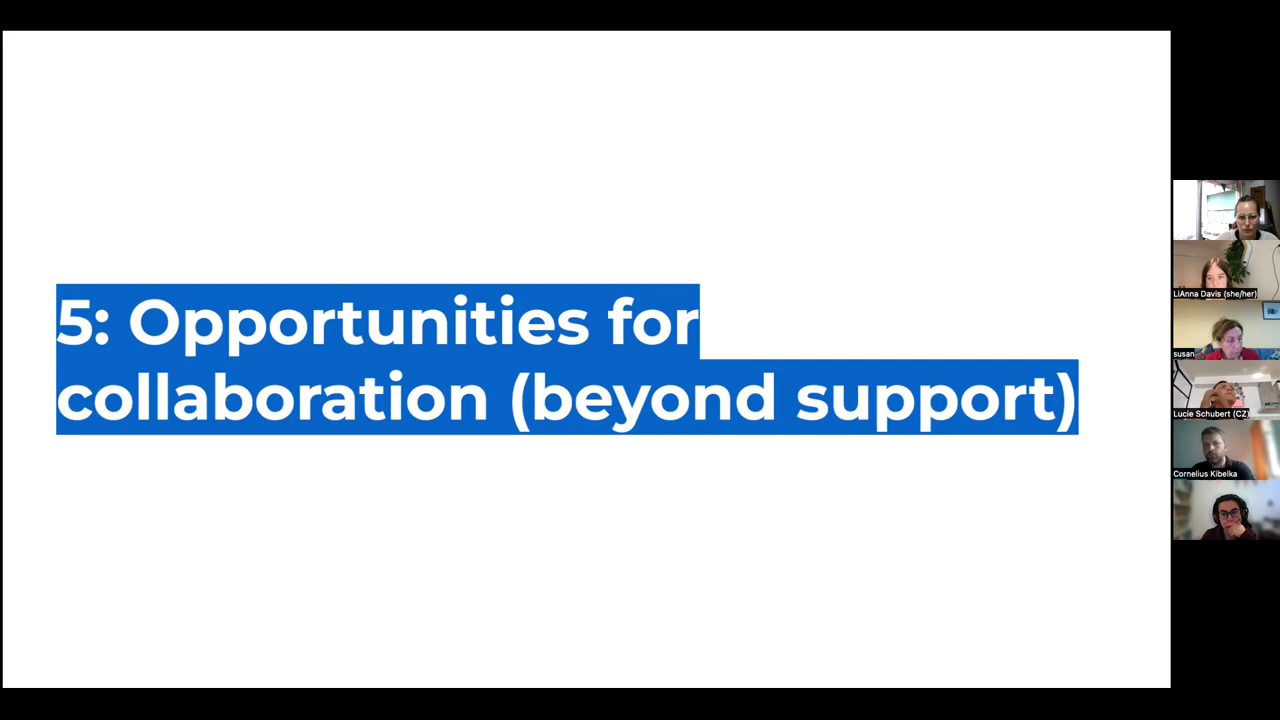 5: Opportunities for
collaboration (beyond support)
LiAnna Davis (she/her)
susan
Lucie Schubert (CZ)
Cornelius Kibelka